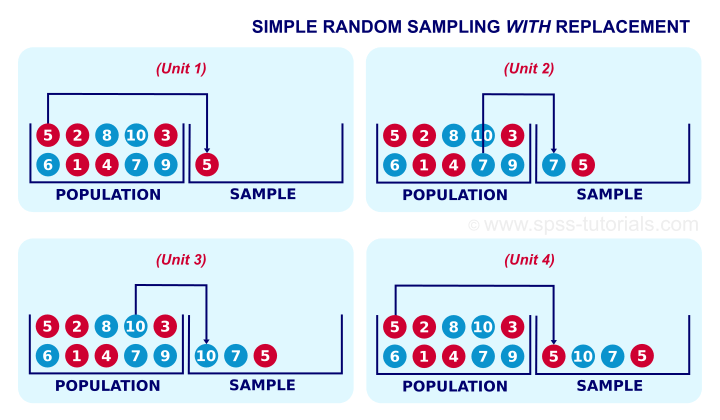 SIMPLE RANDOM SAMPLING WITH REPLACEMENT
(Unit 1)
5 2 8 10 3
6 1 4 7 9 5
POPULATION SAMPLE
(Unit 2)
5 2 8 10 3
6 1 4 7 9 7 5
POPULATION SAMPLE
© www.spss-tutorials.com
(Unit 3)
5 2 8 10 3
6 1 4 7 9 10 7 5
POPULATION SAMPLE
(Unit 4)
5 2 8 10 3
6 1 4 7 9 5 10 7 5
POPULATION SAMPLE